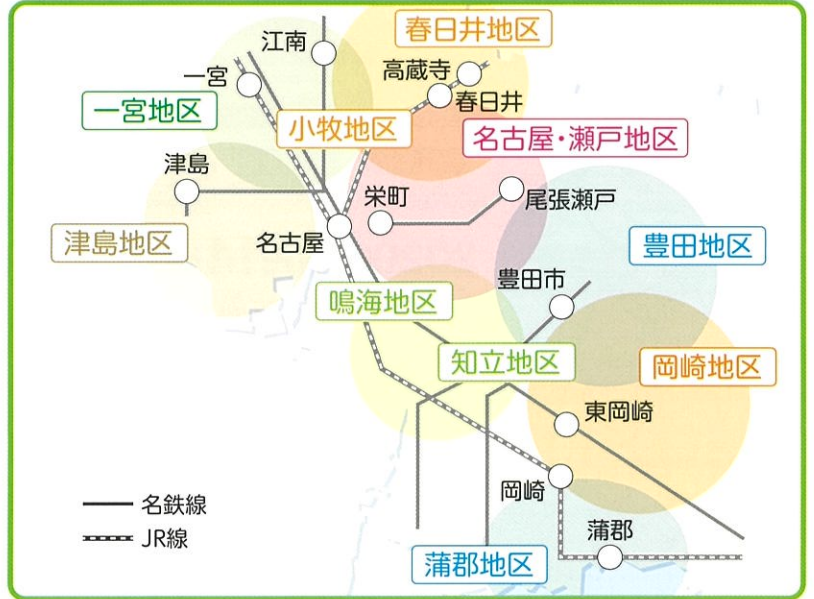 春日井地区
江南
高蔵寺
一宮
春日井
一宮地区
小牧地区
名古屋・瀬戸地区
津島
栄町
尾張瀬戸
津島地区
名古屋
豊田地区
豊田市
鳴海地区
知立地区
岡崎地区
東岡崎
岡崎
名鉄線
蒲郡
JR線
蒲郡地区